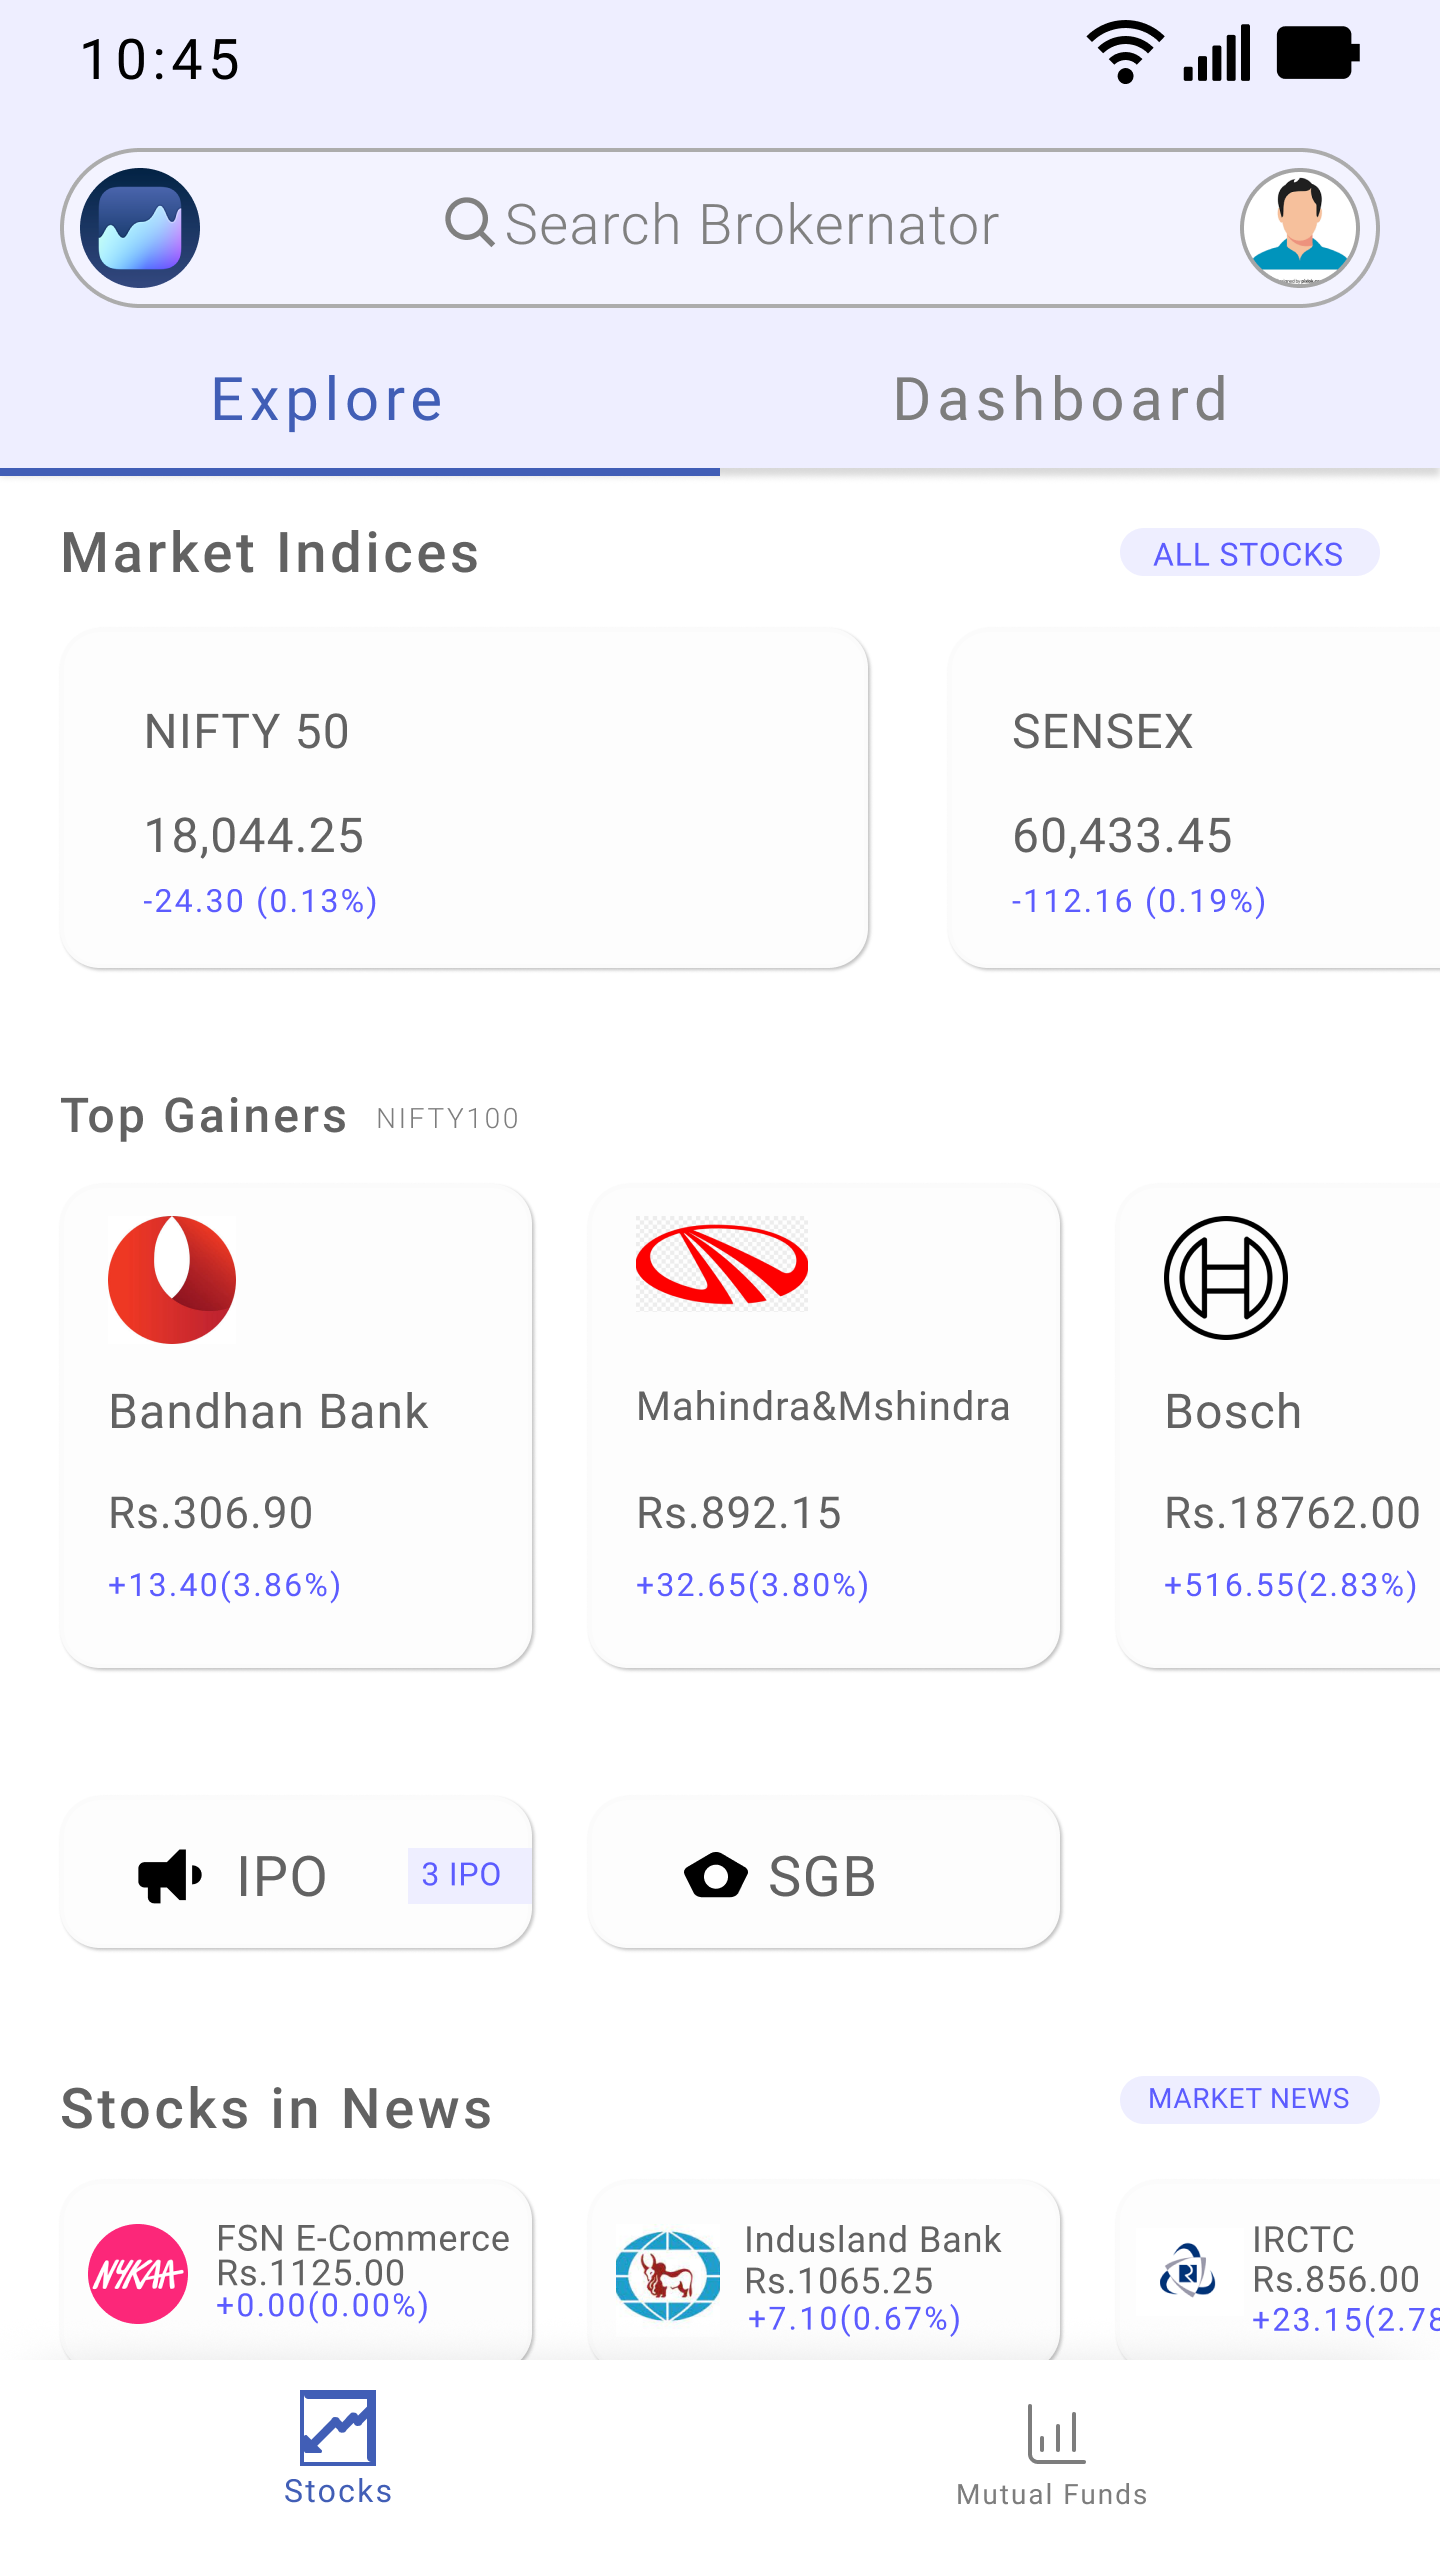 10:45
Search Brokernator
Explore
Dashboard
Market Indices
ALL STOCKS
NIFTY 50
18,044.25
-24.30 (0.13%)
SENSEX
60,433.45
-112.16 (0.19%)
Top Gainers NIFTY100
Bandhan Bank
Rs.306.90
+13.40(3.86%)
Mahindra&Mshindra
Rs.892.15
+32.65(3.80%)
Bosch
Rs.18762.00
+516.55(2.83%)
IPO
3 IPO
SGB
Stocks in News
MARKET NEWS
NYKAA
FSN E-Commerce
Rs.1125.00
+0.00(0.00%)
Indusland Bank
Rs.1065.25
+7.10(0.67%)
IRCTC
Rs.856.00
+23.15(2.78
Stocks
Mutual Funds